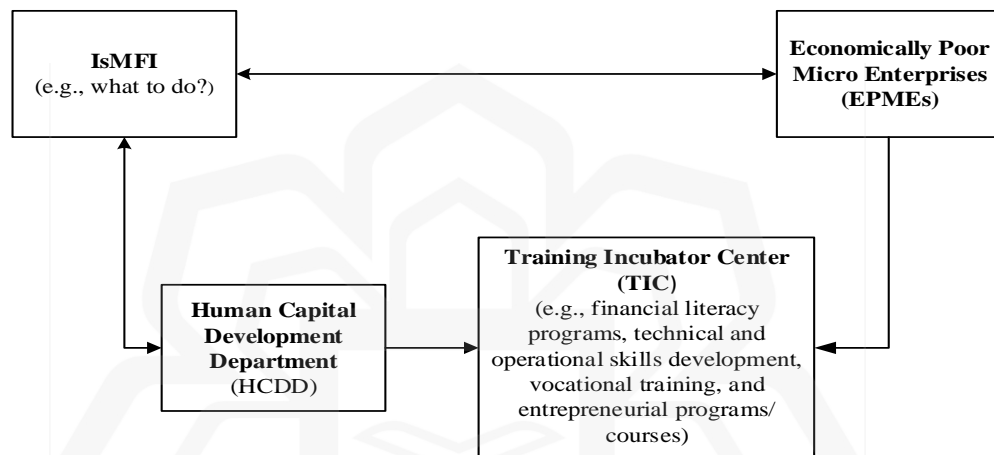 IsMFI
(e.g., what to do?)
Economically Poor
Micro Enterprises
(EPMEs)
Human Capital
Development
Department
(HCDD)
Training Incubator Center
(TIC)
(e.g., financial literacy
programs, technical and
operational skills development,
vocational training, and
entrepreneurial programs/
courses)